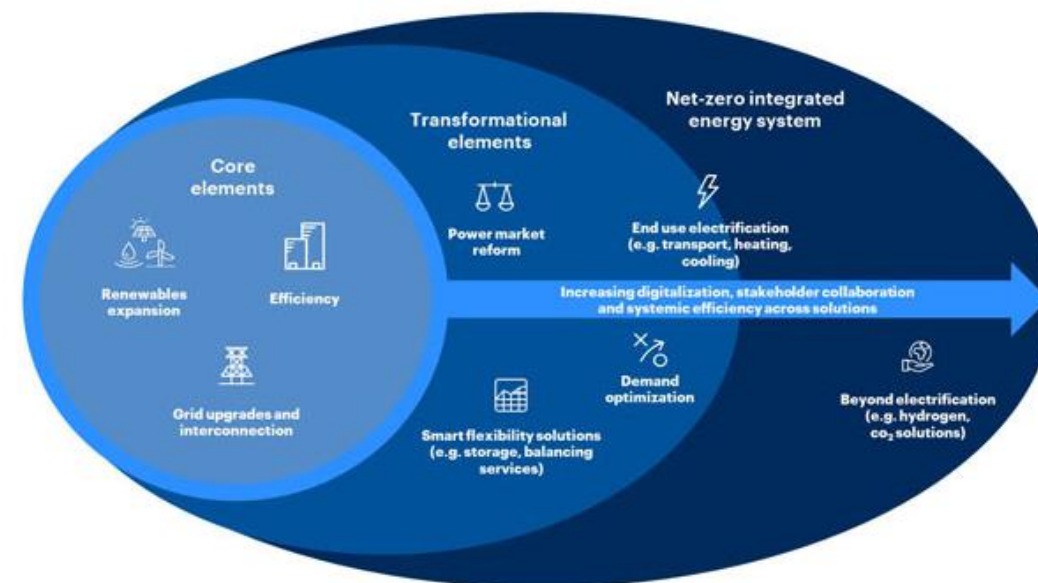 Core
elements
Renewables
expansion
Efficiency
Grid upgrades and
interconnection
Transformational
elements
Power market
reform
Smart flexibility solutions
(e.g. storage, balancing
services)
Demand
optimization
Net-zero integrated
energy system
End use electrification
(e.g. transport, heating,
cooling)
Increasing digitalization, stakeholder collaboration
and systemic efficiency across solutions
Beyond electrification
(e.g. hydrogen,
co₂ solutions)